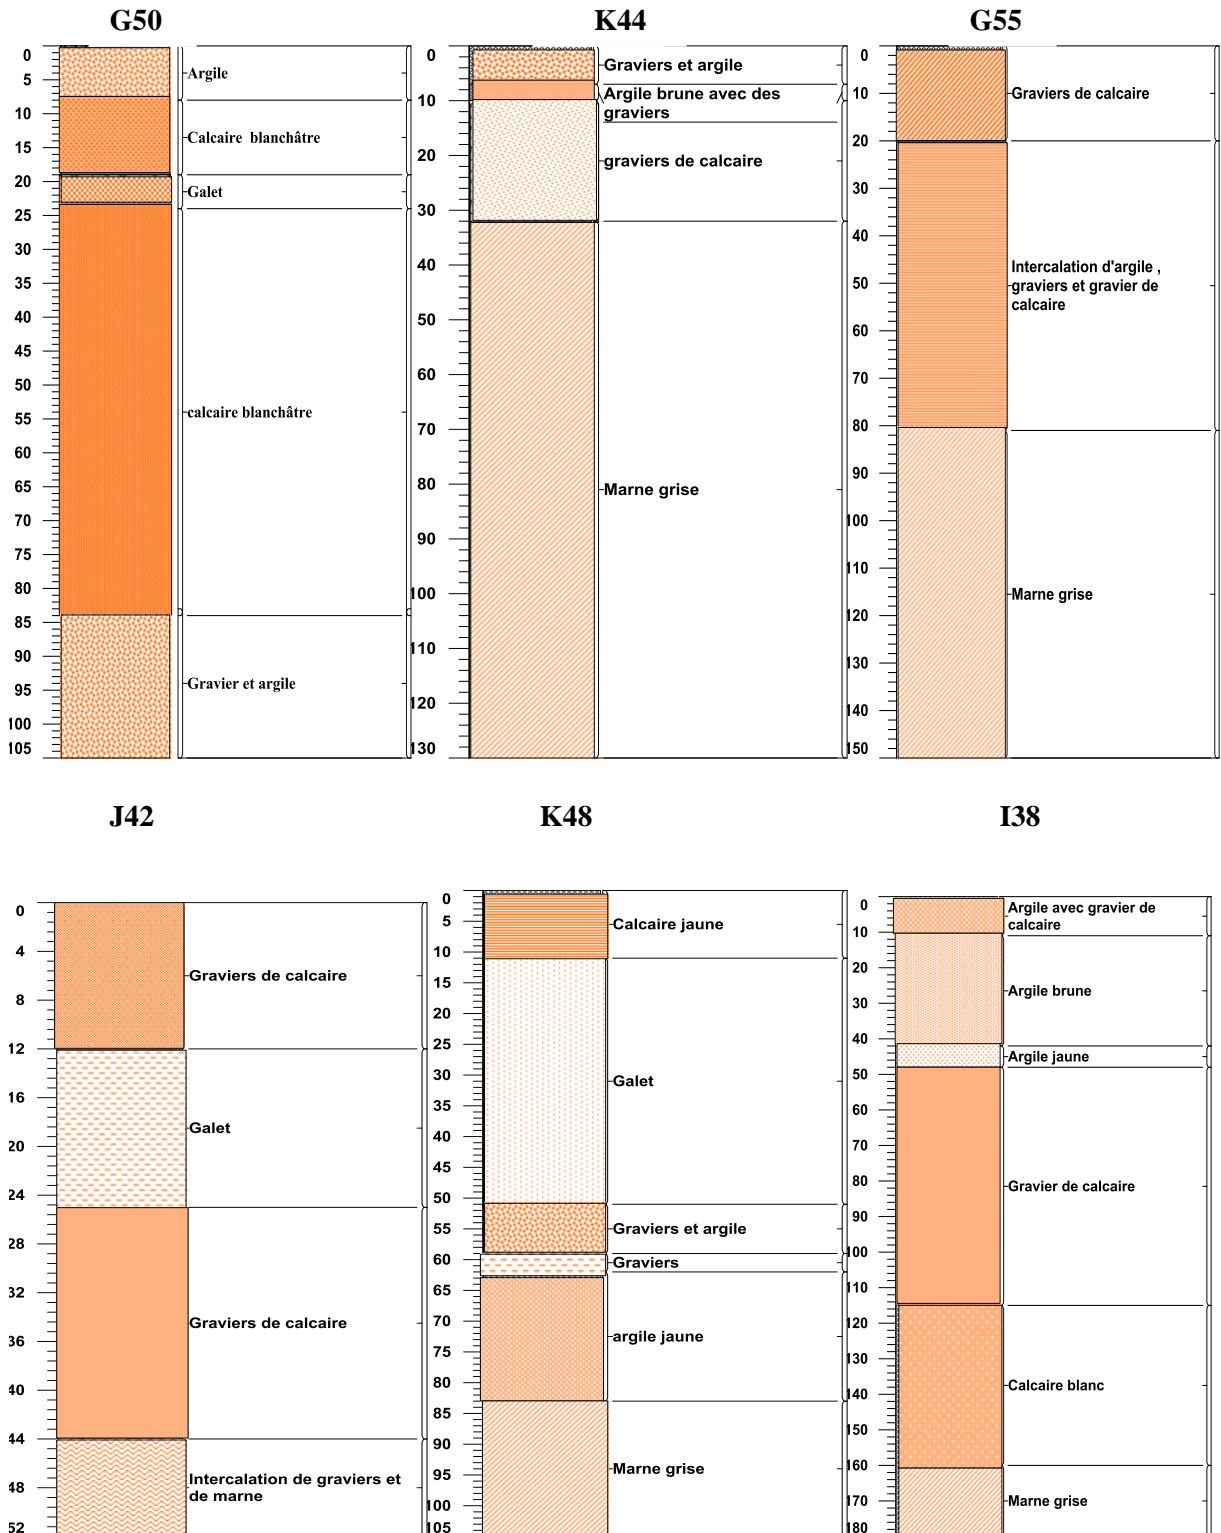 G50
0
5
10
15
20
25
30
35
40
45
50
55
60
65
70
75
80
85
90
95
100
105
Argile
Calcaire blanchâtre
Galet
calcaire blanchâtre
Gravier et argile
K44
0
10
20
30
40
50
60
70
80
90
100
110
120
130
Graviers et argile
Argile brune avec des
graviers
graviers de calcaire
Marne grise
G55
0
10
20
30
40
50
60
70
80
90
100
110
120
130
140
150
Graviers de calcaire
Intercalation d'argile ,
graviers et gravier de
calcaire
Marne grise
J42
0
4
8
12
16
20
24
28
32
36
40
44
48
52
Graviers de calcaire
Galet
Graviers de calcaire
Intercalation de graviers et
de marne
K48
0
5
10
15
20
25
30
35
40
45
50
55
60
65
70
75
80
85
90
95
100
105
Calcaire jaune
Galet
Graviers et argile
Graviers
argile jaune
Marne grise
I38
0
10
20
30
40
50
60
70
80
90
100
110
120
130
140
150
160
170
180
Argile avec gravier de
calcaire
Argile brune
Argile jaune
Gravier de calcaire
Calcaire blanc
Marne grise